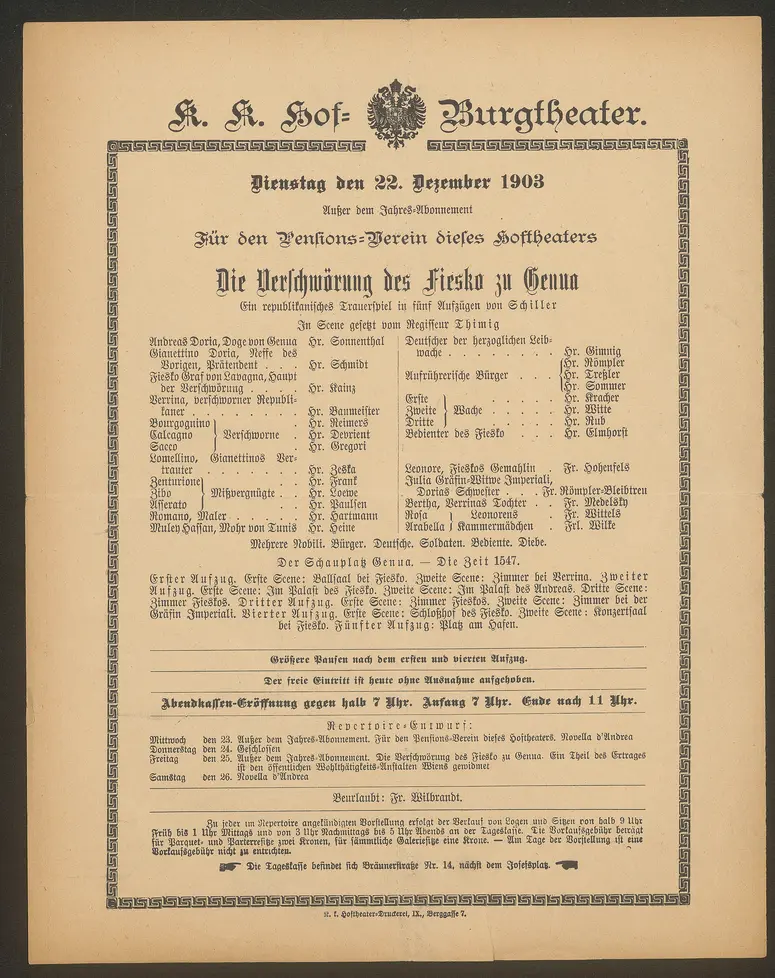 K. K. Hof= Burgtheater.
Dienstag den 22. Dezember 1903
Außer dem Jahres=Abonnement
Für den Pensions=Verein dieses Hoftheaters
Die Verschwörung des Fiesko zu Genua
Ein republikanisches Trauerspiel in fünf Aufzügen von Schiller
In Scene gesetzt vom Regisseur Thimig
Andreas Doria, Doge von Genua Hr. Sonnenthal
Gianettino Doria, Neffe des
Vorigen, Prätendent . . . Hr. Schmidt
Fiesko Graf von Lavagna, Haupt
der Verschwörung . . . . Hr. Kainz
Verrina, verschworner Republi=
kaner . . . . . . . . Hr. Baumeister
Bourgognino . Hr. Reimers
Calcagno } Verschworne . Hr. Devrient
Sacco . Hr. Gregori
Lomellino, Gianettinos Ver=
trauter . . . . . . . . Hr. Zeska
Zenturione . . Hr. Frank
Zibo } Mißvergnügte . . Hr. Loewe
Asserato . . Hr. Paulsen
Romano, Maler . . . . . Hr. Hartmann
Muley Hassan, Mohr von Tunis Hr. Heine
Deutscher der herzoglichen Leib=
wache . . . . . . . . Hr. Gimnig
Hr. Römpler
Aufrührerische Bürger . . . { Hr. Treßler
Hr. Sommer
Erste . . . . . Hr. Kracher
Zweite } Wache . . . . Hr. Witte
Dritte . . . . . Hr. Rub
Bedienter des Fiesko . . . Hr. Elmhorst
Leonore, Fieskos Gemahlin . Fr. Hohenfels
Julia Gräfin=Witwe Imperiali,
Dorias Schwester . . . Fr. Römpler=Bleibtreu
Bertha, Verrinas Tochter . . Fr. Medelsky
Rosa } Leonorens . Fr. Wittels
Arabella } Kammermädchen . Frl. Wilke
Mehrere Nobili. Bürger. Deutsche. Soldaten. Bediente. Diebe.
Der Schauplatz Genua. — Die Zeit 1547.
Erster Aufzug. Erste Scene: Ballsaal bei Fiesko. Zweite Scene: Zimmer bei Verrina. Zweiter
Aufzug. Erste Scene: Im Palast des Fiesko. Zweite Scene: Im Palast des Andreas. Dritte Scene:
Zimmer Fieskos. Dritter Aufzug. Erste Scene: Zimmer Fieskos. Zweite Scene: Zimmer bei der
Gräfin Imperiali. Vierter Aufzug. Erste Scene: Schloßhof des Fiesko. Zweite Scene: Konzertsaal
bei Fiesko. Fünfter Aufzug: Platz am Hafen.
Größere Pausen nach dem ersten und vierten Aufzug.
Der freie Eintritt ist heute ohne Ausnahme aufgehoben.
Abendkassen=Eröffnung gegen halb 7 Uhr. Anfang 7 Uhr. Ende nach 11 Uhr.
Repertoire=Entwurf:
Mittwoch den 23. Außer dem Jahres=Abonnement. Für den Pensions=Verein dieses Hoftheaters. Novella d'Andrea
Donnerstag den 24. Geschlossen
Freitag den 25. Außer dem Jahres=Abonnement. Die Verschwörung des Fiesko zu Genua. Ein Theil des Ertrages
ist den öffentlichen Wohlthätigkeits=Anstalten Wiens gewidmet
Samstag den 26. Novella d'Andrea
Beurlaubt: Fr. Wilbrandt.
Zu jeder im Repertoire angekündigten Vorstellung erfolgt der Verkauf von Logen und Sitzen von halb 9 Uhr
Früh bis 1 Uhr Mittags und von 3 Uhr Nachmittags bis 5 Uhr Abends an der Tageskasse. Die Vorkaufsgebühr beträgt
für Parquet= und Parterresitze zwei Kronen, für sämmtliche Galeriesitze eine Krone. — Am Tage der Vorstellung ist eine
Vorkaufsgebühr nicht zu entrichten.
Die Tageskasse befindet sich Bräunerstraße Nr. 14, nächst dem Josefsplatz.
K. k. Hoftheater=Druckerei, IX., Berggasse 7.